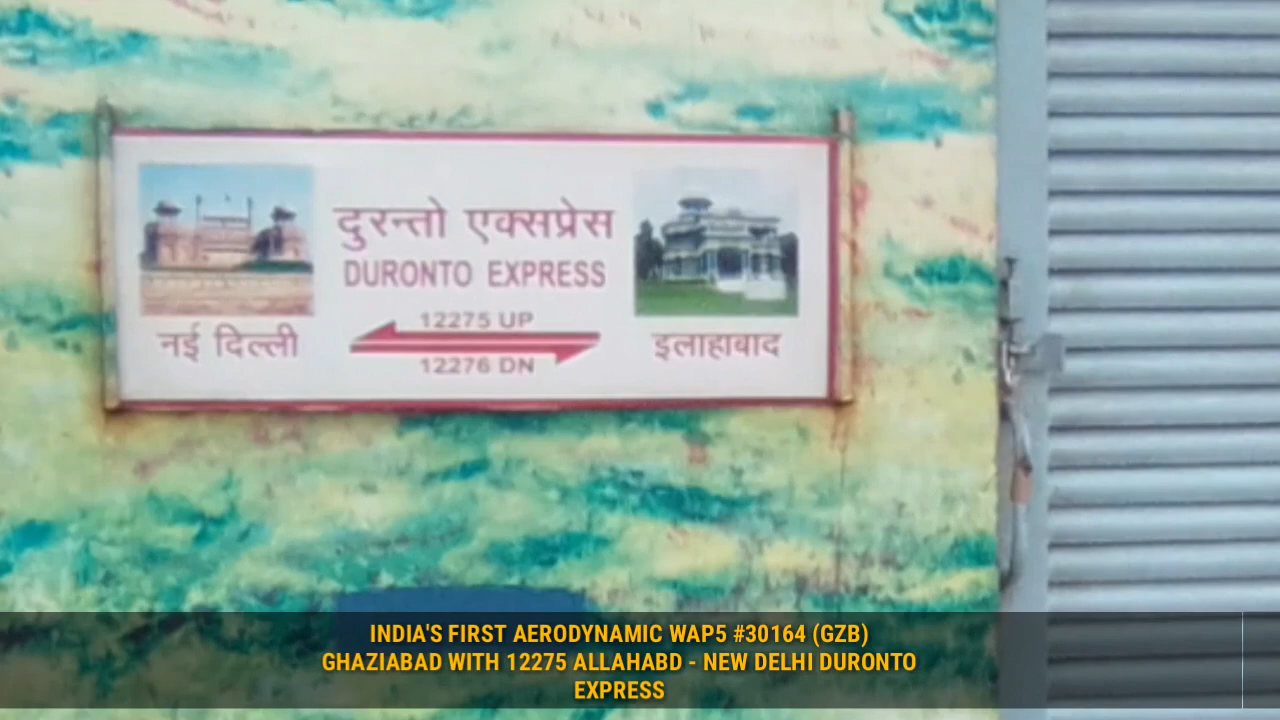 दुरन्तो एक्सप्रेस
DURONTO EXPRESS
12275 UP
नई दिल्ली
इलाहाबाद
12276 DN
INDIA'S FIRST AERODYNAMIC WAP5 #30164 (GZB)
GHAZIABAD WITH 12275 ALLAHABD - NEW DELHI DURONTO
EXPRESS